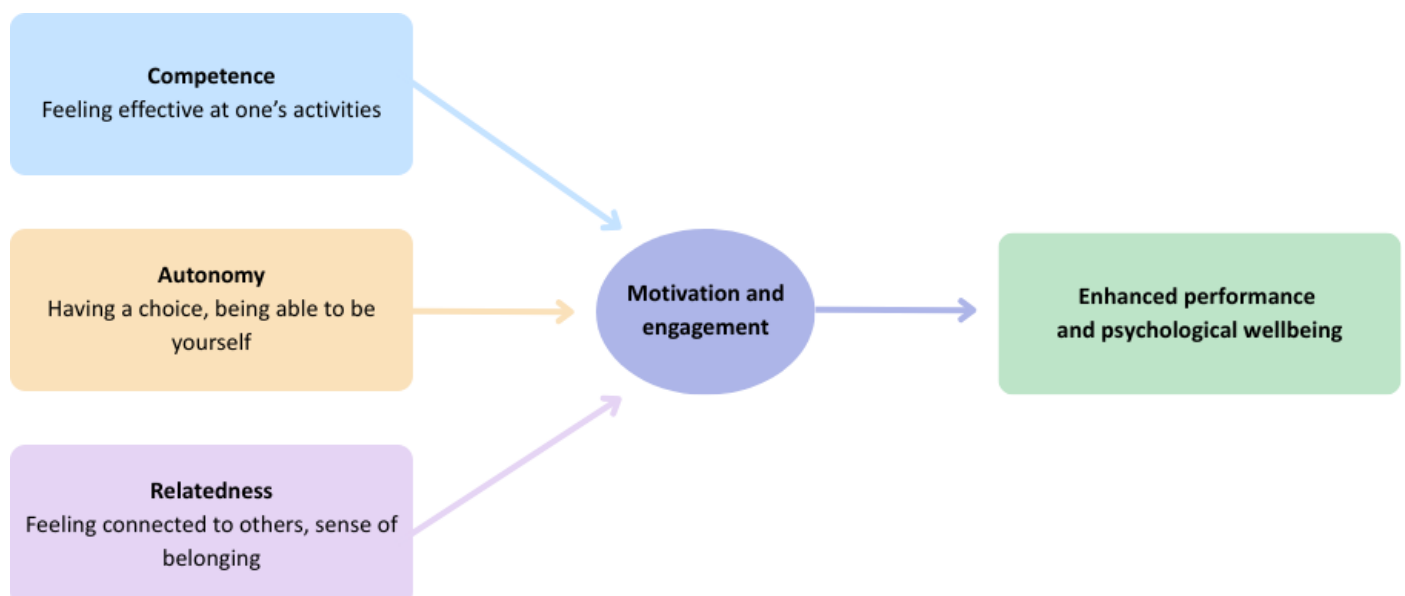 Competence
Feeling effective at one’s activities
Autonomy
Having a choice, being able to be
yourself
Relatedness
Feeling connected to others, sense of
belonging
Motivation and
engagement
Enhanced performance
and psychological wellbeing